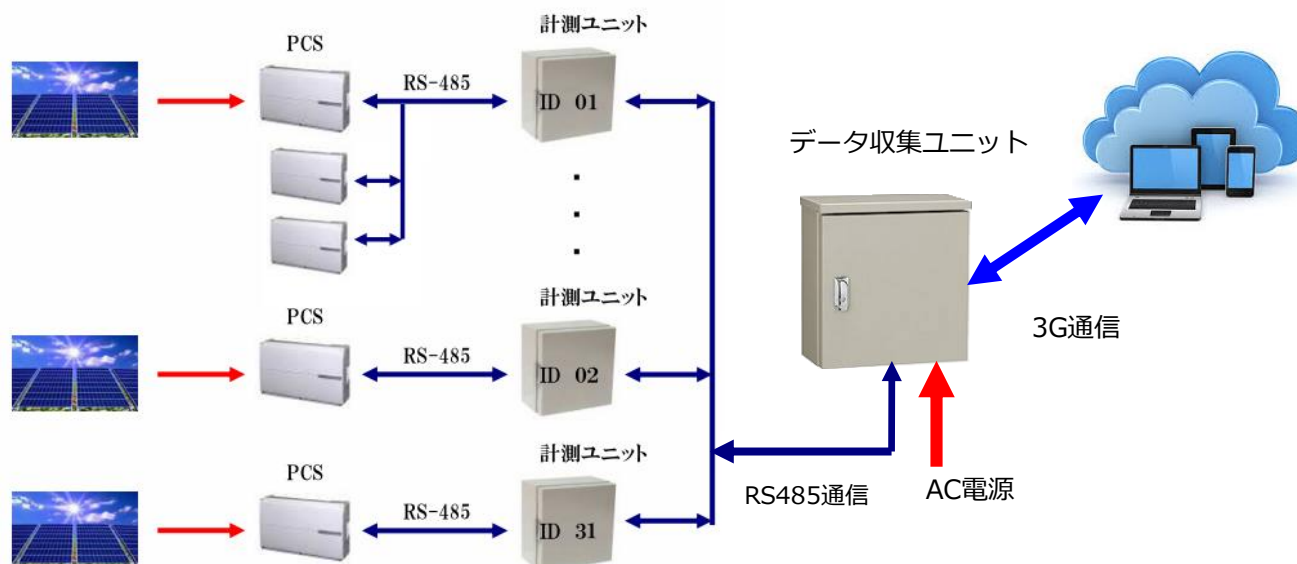 計測ユニット
PCS
RS-485
ID 01
データ収集ユニット
計測ユニット
PCS
RS-485
ID 02
3G通信
計測ユニット
PCS
RS-485
ID 31
RS485通信
AC電源